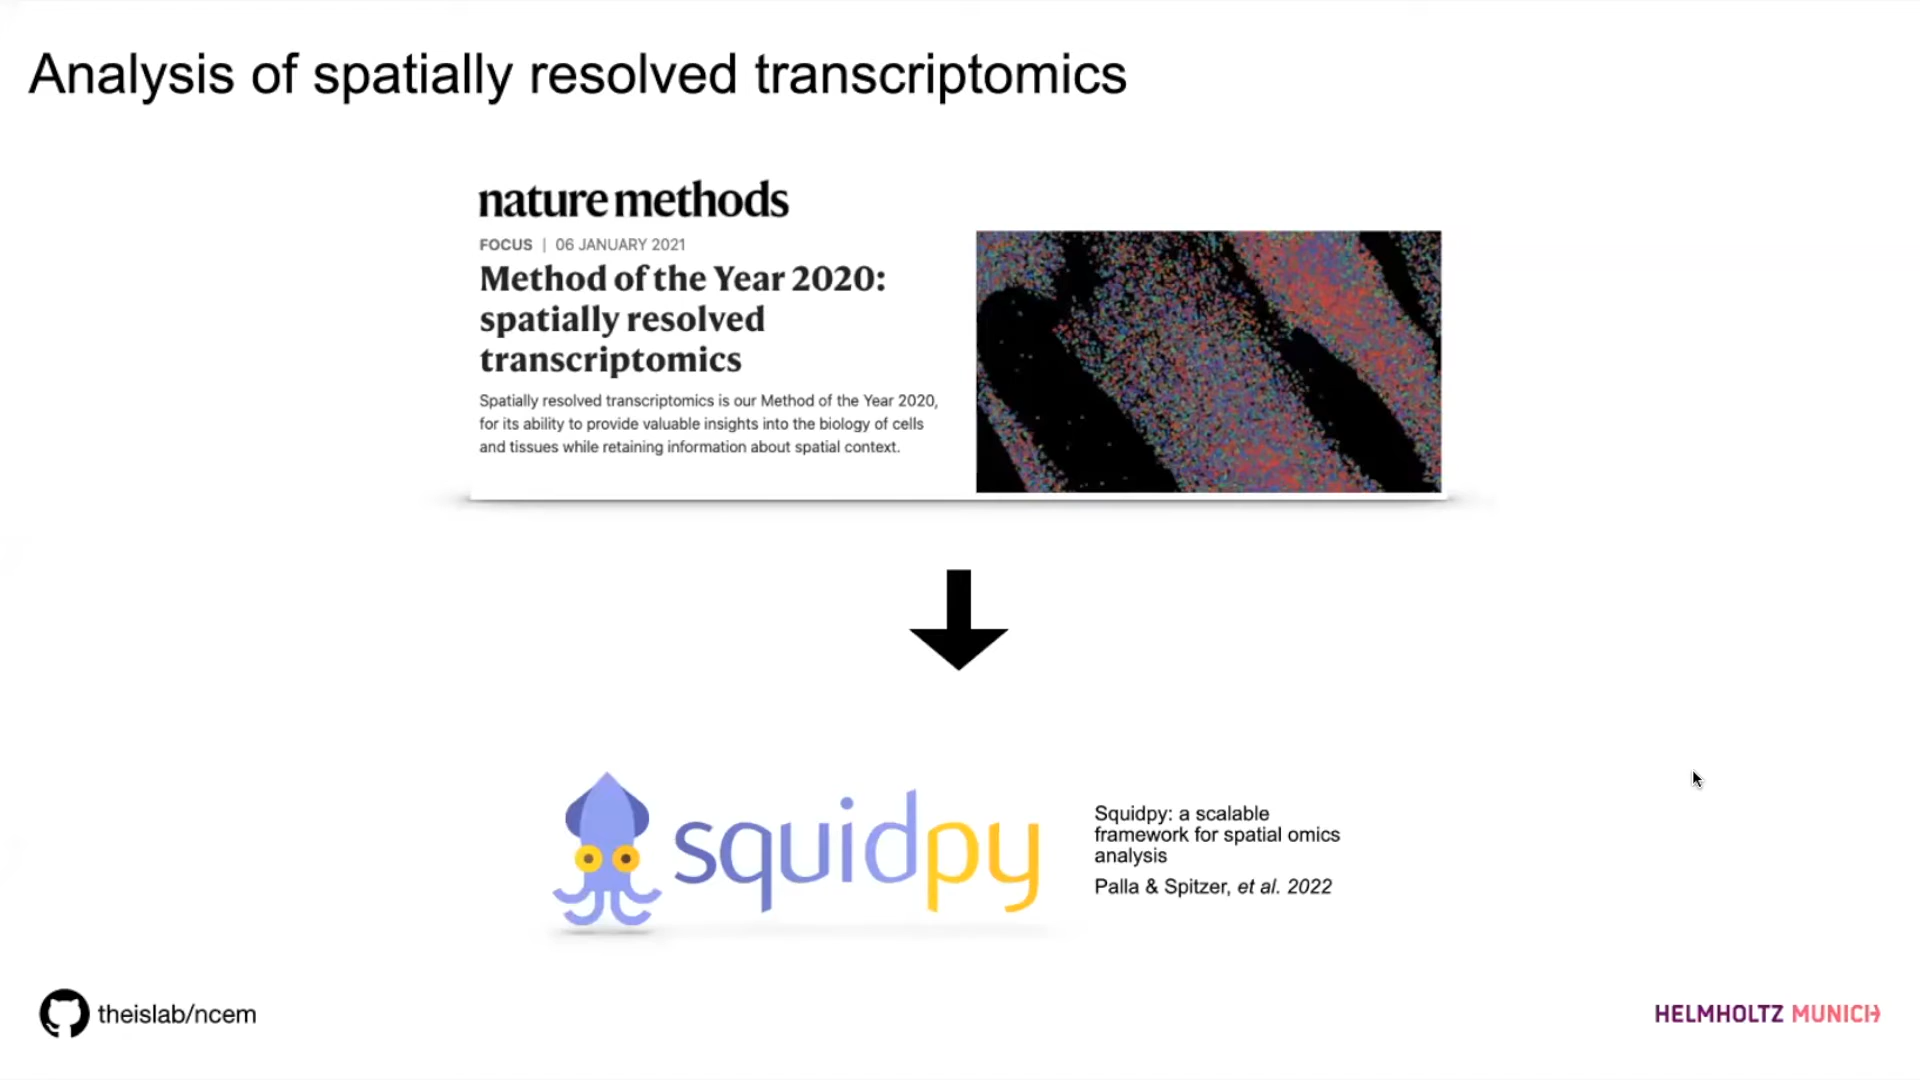 Analysis of spatially resolved transcriptomics
nature methods
FOCUS | 06 JANUARY 2021
Method of the Year 2020:
spatially resolved
transcriptomics
Spatially resolved transcriptomics is our Method of the Year 2020,
for its ability to provide valuable insights into the biology of cells
and tissues while retaining information about spatial context.
squidpy
Squidpy: a scalable
framework for spatial omics
analysis
Palla & Spitzer, et al. 2022
theislab/ncem
HELMHOLTZ MUNICH